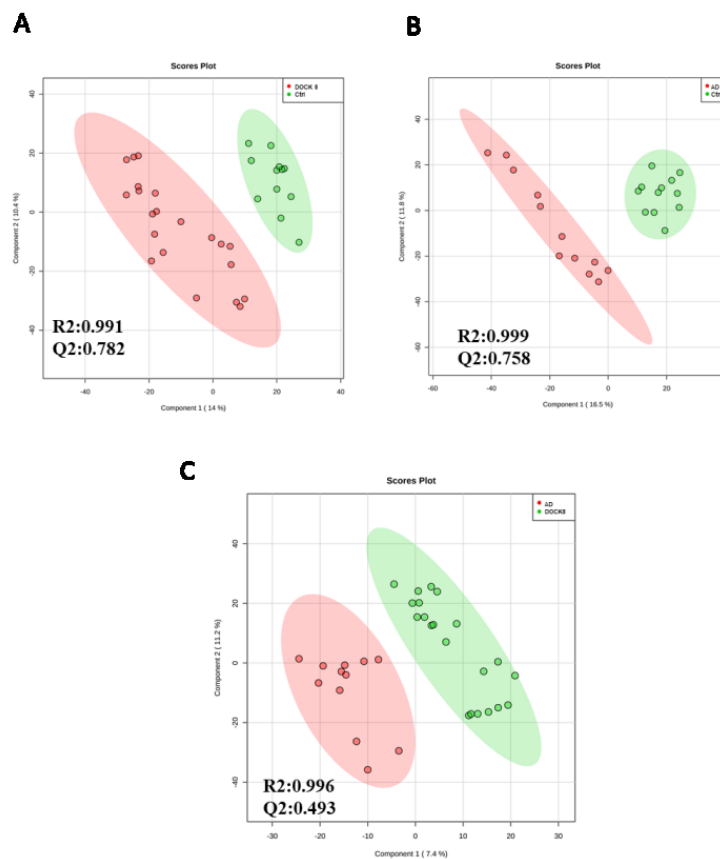 A
Scores Plot
DOCK 8
Ctrl
40
20
0
-20
-40
Component 2 ( 10.4 %)
R2:0.991
Q2:0.782
-40
-20
0
20
40
Component 1 ( 14 %)
B
Scores Plot
AD
Ctrl
40
20
0
-20
-40
-60
Component 2 ( 11.8 %)
R2:0.999
Q2:0.758
-60
-40
-20
0
20
Component 1 ( 16.5 %)
C
Scores Plot
AD
DOCK8
40
20
0
-20
-40
Component 2 ( 11.2 %)
R2:0.996
Q2:0.493
-30
-20
-10
0
10
20
30
Component 1 ( 7.4 %)